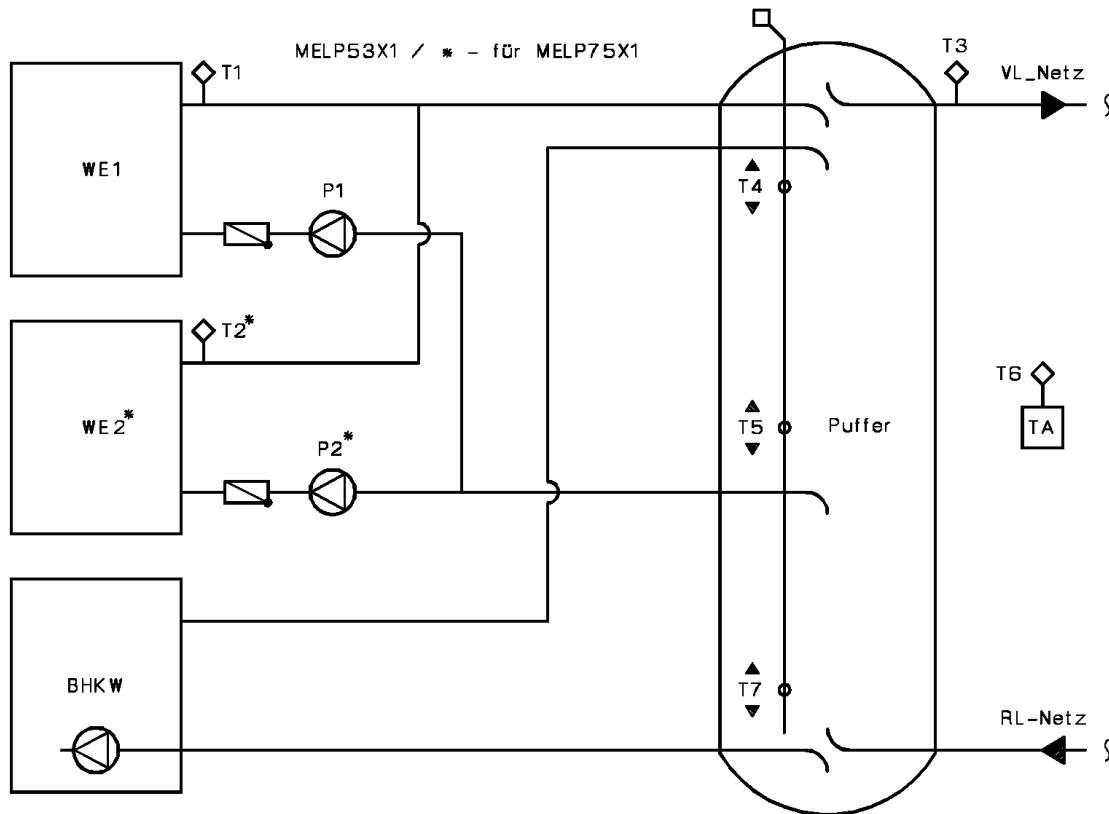 MELP53X1 / * - für MELP75X1
T1
T3
VL_Netz
WE1
P1
T4
T2*
WE2*
P2*
T5
Puffer
T6
TA
BHKW
T7
RL-Netz